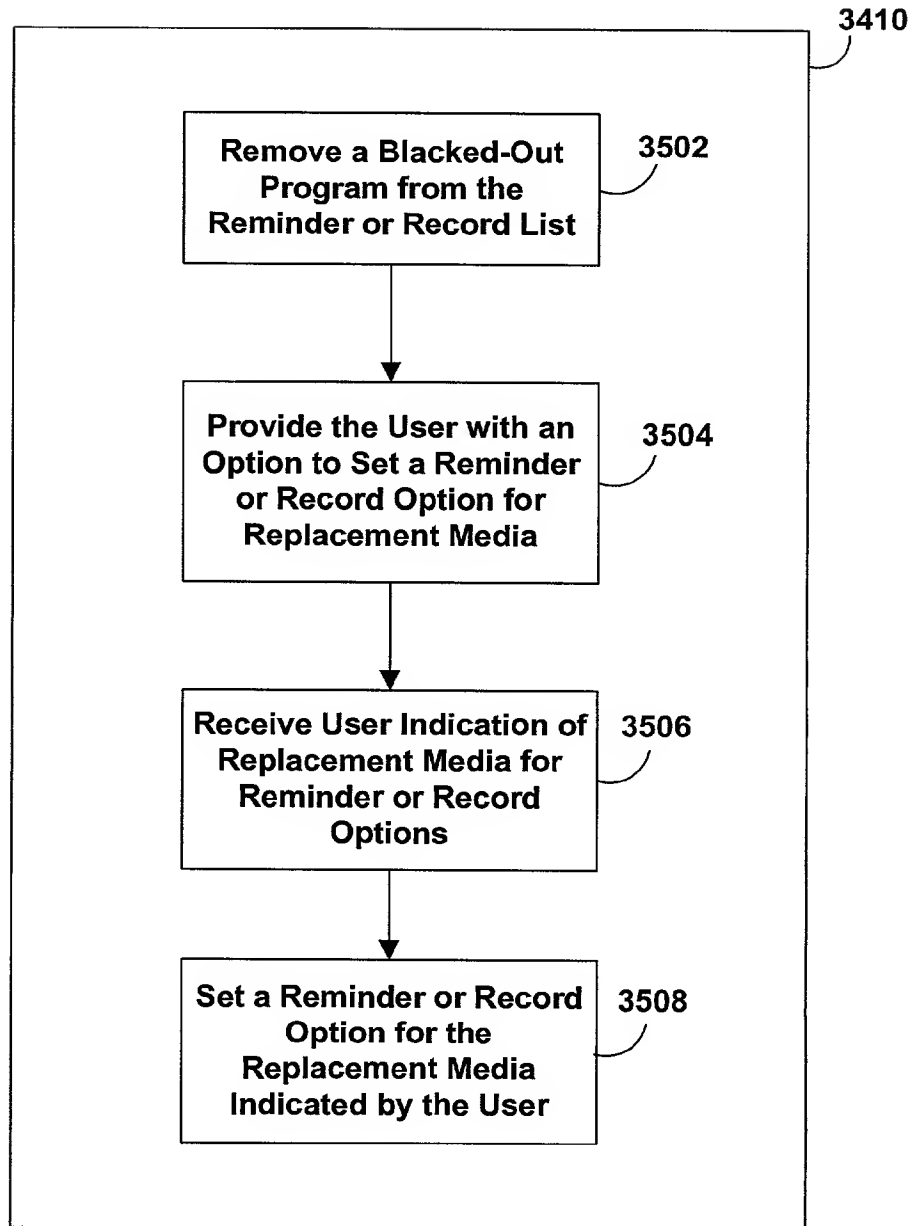 3410
Remove a Blacked-Out
Program from the
Reminder or Record List
3502
Provide the User with an
Option to Set a Reminder
or Record Option for
Replacement Media
3504
Receive User Indication of
Replacement Media for
Reminder or Record
Options
3506
Set a Reminder or Record
Option for the
Replacement Media
Indicated by the User
3508